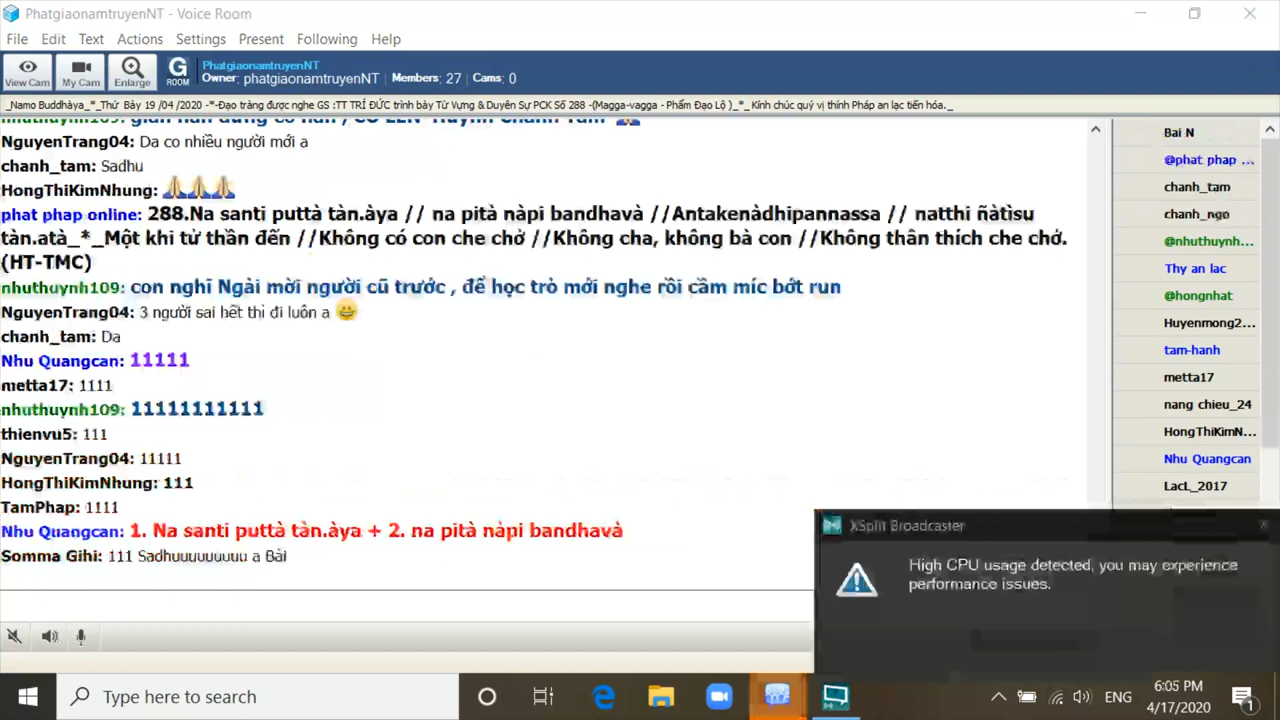 PhatgiaonamtruyenNT - Voice Room
File Edit Text Actions Settings Present Following Help
View Cam My Cam Enlarge G ROOM PhatgiaonamtruyenNT
Owner: phatgiaonamtruyenNT Members: 27 Cams: 0
_Namo Buddhàya_*_Thứ Bảy 19 /04 /2020 -*-Đạo tràng được nghe GS :TT TRÍ ĐỨC trình bày Từ Vựng & Duyên Sự PCK Số 288 -(Magga-vagga - Phẩm Đạo Lộ )_*_ Kính chúc quý vị thính Pháp an lạc tiến hóa._
NguyenTrang04: Da co nhiều người mới a
chanh_tam: Sadhu
HongThiKimNhung: 🙏🙏🙏
phat phap online: 288.Na santi puttà tàn.àya // na pità nàpi bandhavà //Antakenàdhipannassa // natthi ñàtìsu
tàn.atà_*_Một khi tử thần đến //Không có con che chở //Không cha, không bà con //Không thân thích che chở.
(HT-TMC)
nhuthuynh109: con nghĩ Ngài mời người cũ trước , để học trò mới nghe rồi cầm míc bớt run
NguyenTrang04: 3 người sai hết thi đi luôn a 😀
chanh_tam: Da
Nhu Quangcan: 11111
metta17: 1111
nhuthuynh109: 11111111111
thienvu5: 111
NguyenTrang04: 11111
HongThiKimNhung: 111
TamPhap: 1111
Nhu Quangcan: 1. Na santi puttà tàn.àya + 2. na pità nàpi bandhavà
Somma Gihi: 111 Sadhuuuuuuuuu a Bải
Bai N
@phat phap ...
chanh_tam
chanh_ngo
@nhuthuynh...
Thy an lac
@hongnhat
Huyenmong2...
tam-hanh
metta17
nang chieu_24
HongThiKimN...
Nhu Quangcan
LacL_2017
XSplit Broadcaster
High CPU usage detected, you may experience
performance issues.
Type here to search
ENG
6:05 PM
4/17/2020
1